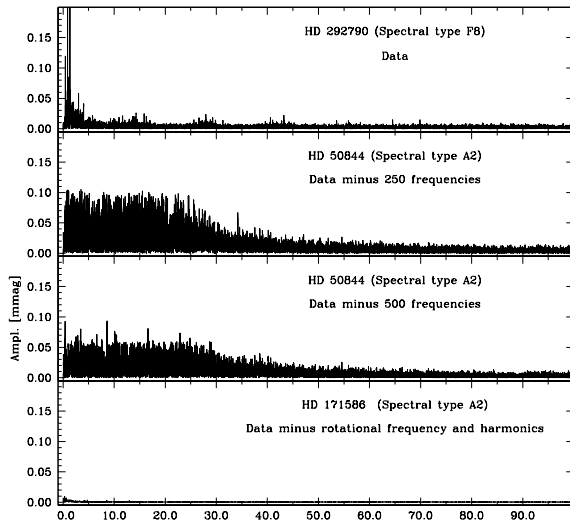 0.20
0.15
0.10
0.05
0.00
HD 292790 (Spectral type F8)
Data
0.15
0.10
0.05
0.00
HD 50844 (Spectral type A2)
Data minus 250 frequencies
0.15
0.10
0.05
0.00
HD 50844 (Spectral type A2)
Data minus 500 frequencies
Ampl. [mmag]
0.15
0.10
0.05
0.00
HD 171586 (Spectral type A2)
Data minus rotational frequency and harmonics
0.0 10.0 20.0 30.0 40.0 50.0 60.0 70.0 80.0 90.0